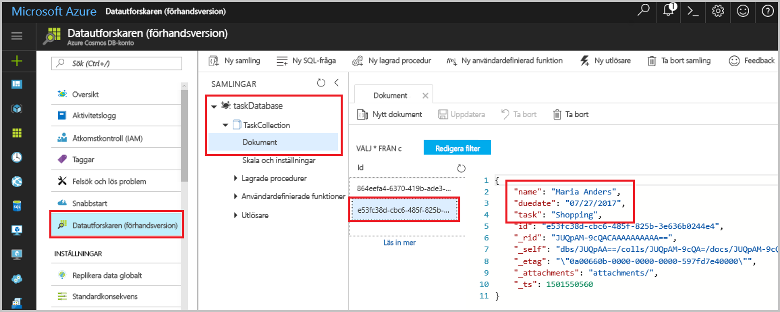 Microsoft Azure
1
Datautforskaren (förhandsversion)
Azure Cosmos DB-konto
Sök (Ctrl+/)
Översikt
Aktivitetslogg
Åtkomstkontroll (IAM)
Taggar
Felsök och lös problem
Snabbstart
Datautforskaren (förhandsversion)
INSTÄLLNINGAR
Replikera data globalt
Standardkonsekvens
Ny samling
Ny SQL-fråga
Ny lagrad procedur
Ny användardefinierad funktion
Ny utlösare
Ta bort samling
Feedback
SAMLINGAR
taskDatabase
TaskCollection
Dokument
Skala och inställningar
Lagrade procedurer
Användardefinierade funktioner
Utlösare
Dokument
Nytt dokument
Uppdatera
Ta bort
Ta bort
VÄLJ * FRÅN c
Redigera filter
Id
864eefa4-6370-419b-ade3-...
e53fc38d-cbc6-485f-825b-...
Läs in mer
1 {
2 "name": "Maria Anders",
3 "duedate": "07/27/2017",
4 "task": "Shopping",
5 "id": "e53fc38d-cbc6-485f-825b-3e636b0244e4",
6 "_rid": "JUQpAM-9cQACAAAAAAAAAA==",
7 "_self": "dbs/JUQpAA==/colls/JUQpAM-9cQA=/docs/JUQpAM-9c
8 "_etag": "\"0a00660b-0000-0000-0000-597fd7e40000\"",
9 "_attachments": "attachments/",
10 "_ts": 1501550560
11 }